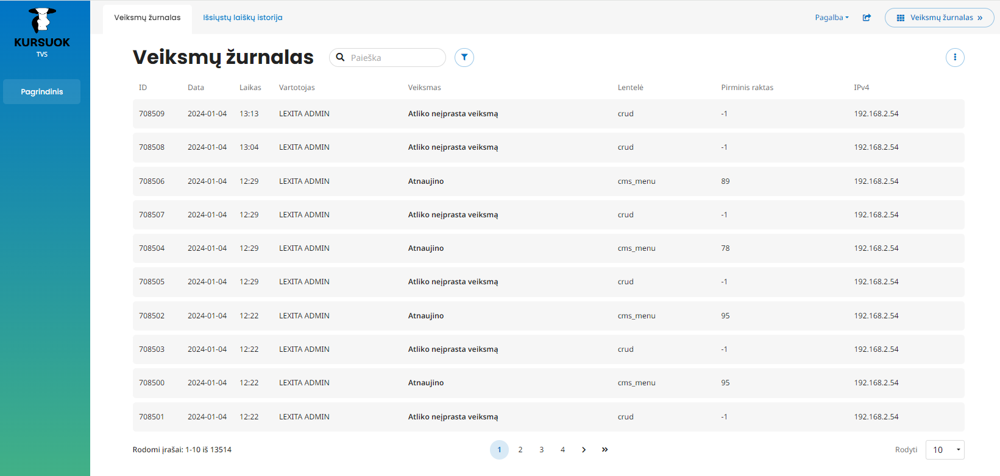 KURSUOK
TVS
Pagrindinis
Veiksmų žurnalas Išsiųstų laiškų istorija Pagalba Veiksmų žurnalas »
Veiksmų žurnalas Paieška
ID Data Laikas Vartotojas Veiksmas Lentelė Pirminis raktas IPv4
708509 2024-01-04 13:13 LEXITA ADMIN Atliko neįprasta veiksmą crud -1 192.168.2.54
708508 2024-01-04 13:04 LEXITA ADMIN Atliko neįprasta veiksmą crud -1 192.168.2.54
708506 2024-01-04 12:29 LEXITA ADMIN Atnaujino cms_menu 89 192.168.2.54
708507 2024-01-04 12:29 LEXITA ADMIN Atliko neįprasta veiksmą crud -1 192.168.2.54
708504 2024-01-04 12:29 LEXITA ADMIN Atnaujino cms_menu 78 192.168.2.54
708505 2024-01-04 12:29 LEXITA ADMIN Atliko neįprasta veiksmą crud -1 192.168.2.54
708502 2024-01-04 12:22 LEXITA ADMIN Atnaujino cms_menu 95 192.168.2.54
708503 2024-01-04 12:22 LEXITA ADMIN Atliko neįprasta veiksmą crud -1 192.168.2.54
708500 2024-01-04 12:22 LEXITA ADMIN Atnaujino cms_menu 95 192.168.2.54
708501 2024-01-04 12:22 LEXITA ADMIN Atliko neįprasta veiksmą crud -1 192.168.2.54
Rodomi įrašai: 1-10 iš 13514 1 2 3 4 › » Rodyti 10